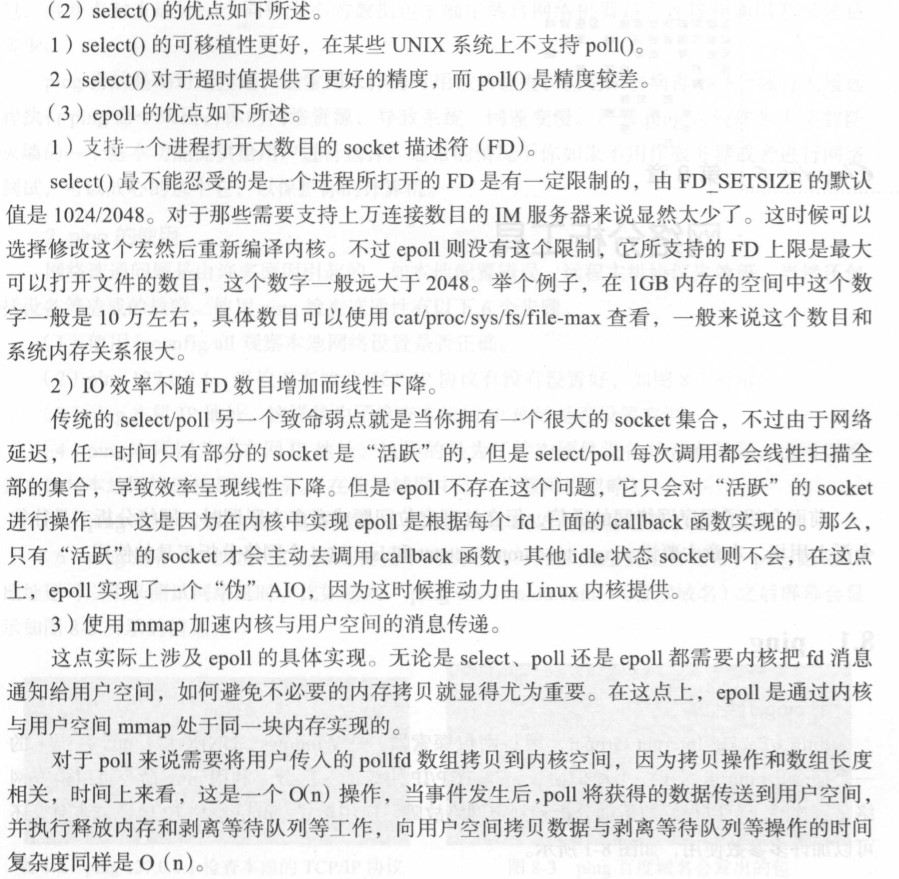 （2）select() 的优点如下所述。
1）select() 的可移植性更好，在某些 UNIX 系统上不支持 poll()。
2）select() 对于超时值提供了更好的精度，而 poll() 是精度较差。
（3）epoll 的优点如下所述。
1）支持一个进程打开大数目的 socket 描述符（FD）。
select() 最不能忍受的是一个进程所打开的 FD 是有一定限制的，由 FD_SETSIZE 的默认
值是 1024/2048。对于那些需要支持上万连接数目的 IM 服务器来说显然太少了。这时候可以
选择修改这个宏然后重新编译内核。不过 epoll 则没有这个限制，它所支持的 FD 上限是最大
可以打开文件的数目，这个数字一般远大于 2048。举个例子，在 1GB 内存的空间中这个数
字一般是 10 万左右，具体数目可以使用 cat/proc/sys/fs/file-max 查看，一般来说这个数目和
系统内存关系很大。
2）IO 效率不随 FD 数目增加而线性下降。
传统的 select/poll 另一个致命弱点就是当你拥有一个很大的 socket 集合，不过由于网络
延迟，任一时间只有部分的 socket 是“活跃”的，但是 select/poll 每次调用都会线性扫描全
部的集合，导致效率呈现线性下降。但是 epoll 不存在这个问题，它只会对“活跃”的 socket
进行操作——这是因为在内核中实现 epoll 是根据每个 fd 上面的 callback 函数实现的。那么，
只有“活跃”的 socket 才会主动去调用 callback 函数，其他 idle 状态 socket 则不会，在这点
上，epoll 实现了一个“伪”AIO，因为这时候推动力由 Linux 内核提供。
3）使用 mmap 加速内核与用户空间的消息传递。
这点实际上涉及 epoll 的具体实现。无论是 select、poll 还是 epoll 都需要内核把 fd 消息
通知给用户空间，如何避免不必要的内存拷贝就显得尤为重要。在这点上，epoll 是通过内核
与用户空间 mmap 处于同一块内存实现的。
对于 poll 来说需要将用户传入的 pollfd 数组拷贝到内核空间，因为拷贝操作和数组长度
相关，时间上来看，这是一个 O(n) 操作，当事件发生后，poll 将获得的数据传送到用户空间，
并执行释放内存和剥离等待队列等工作，向用户空间拷贝数据与剥离等待队列等操作的时间
复杂度同样是 O（n）。